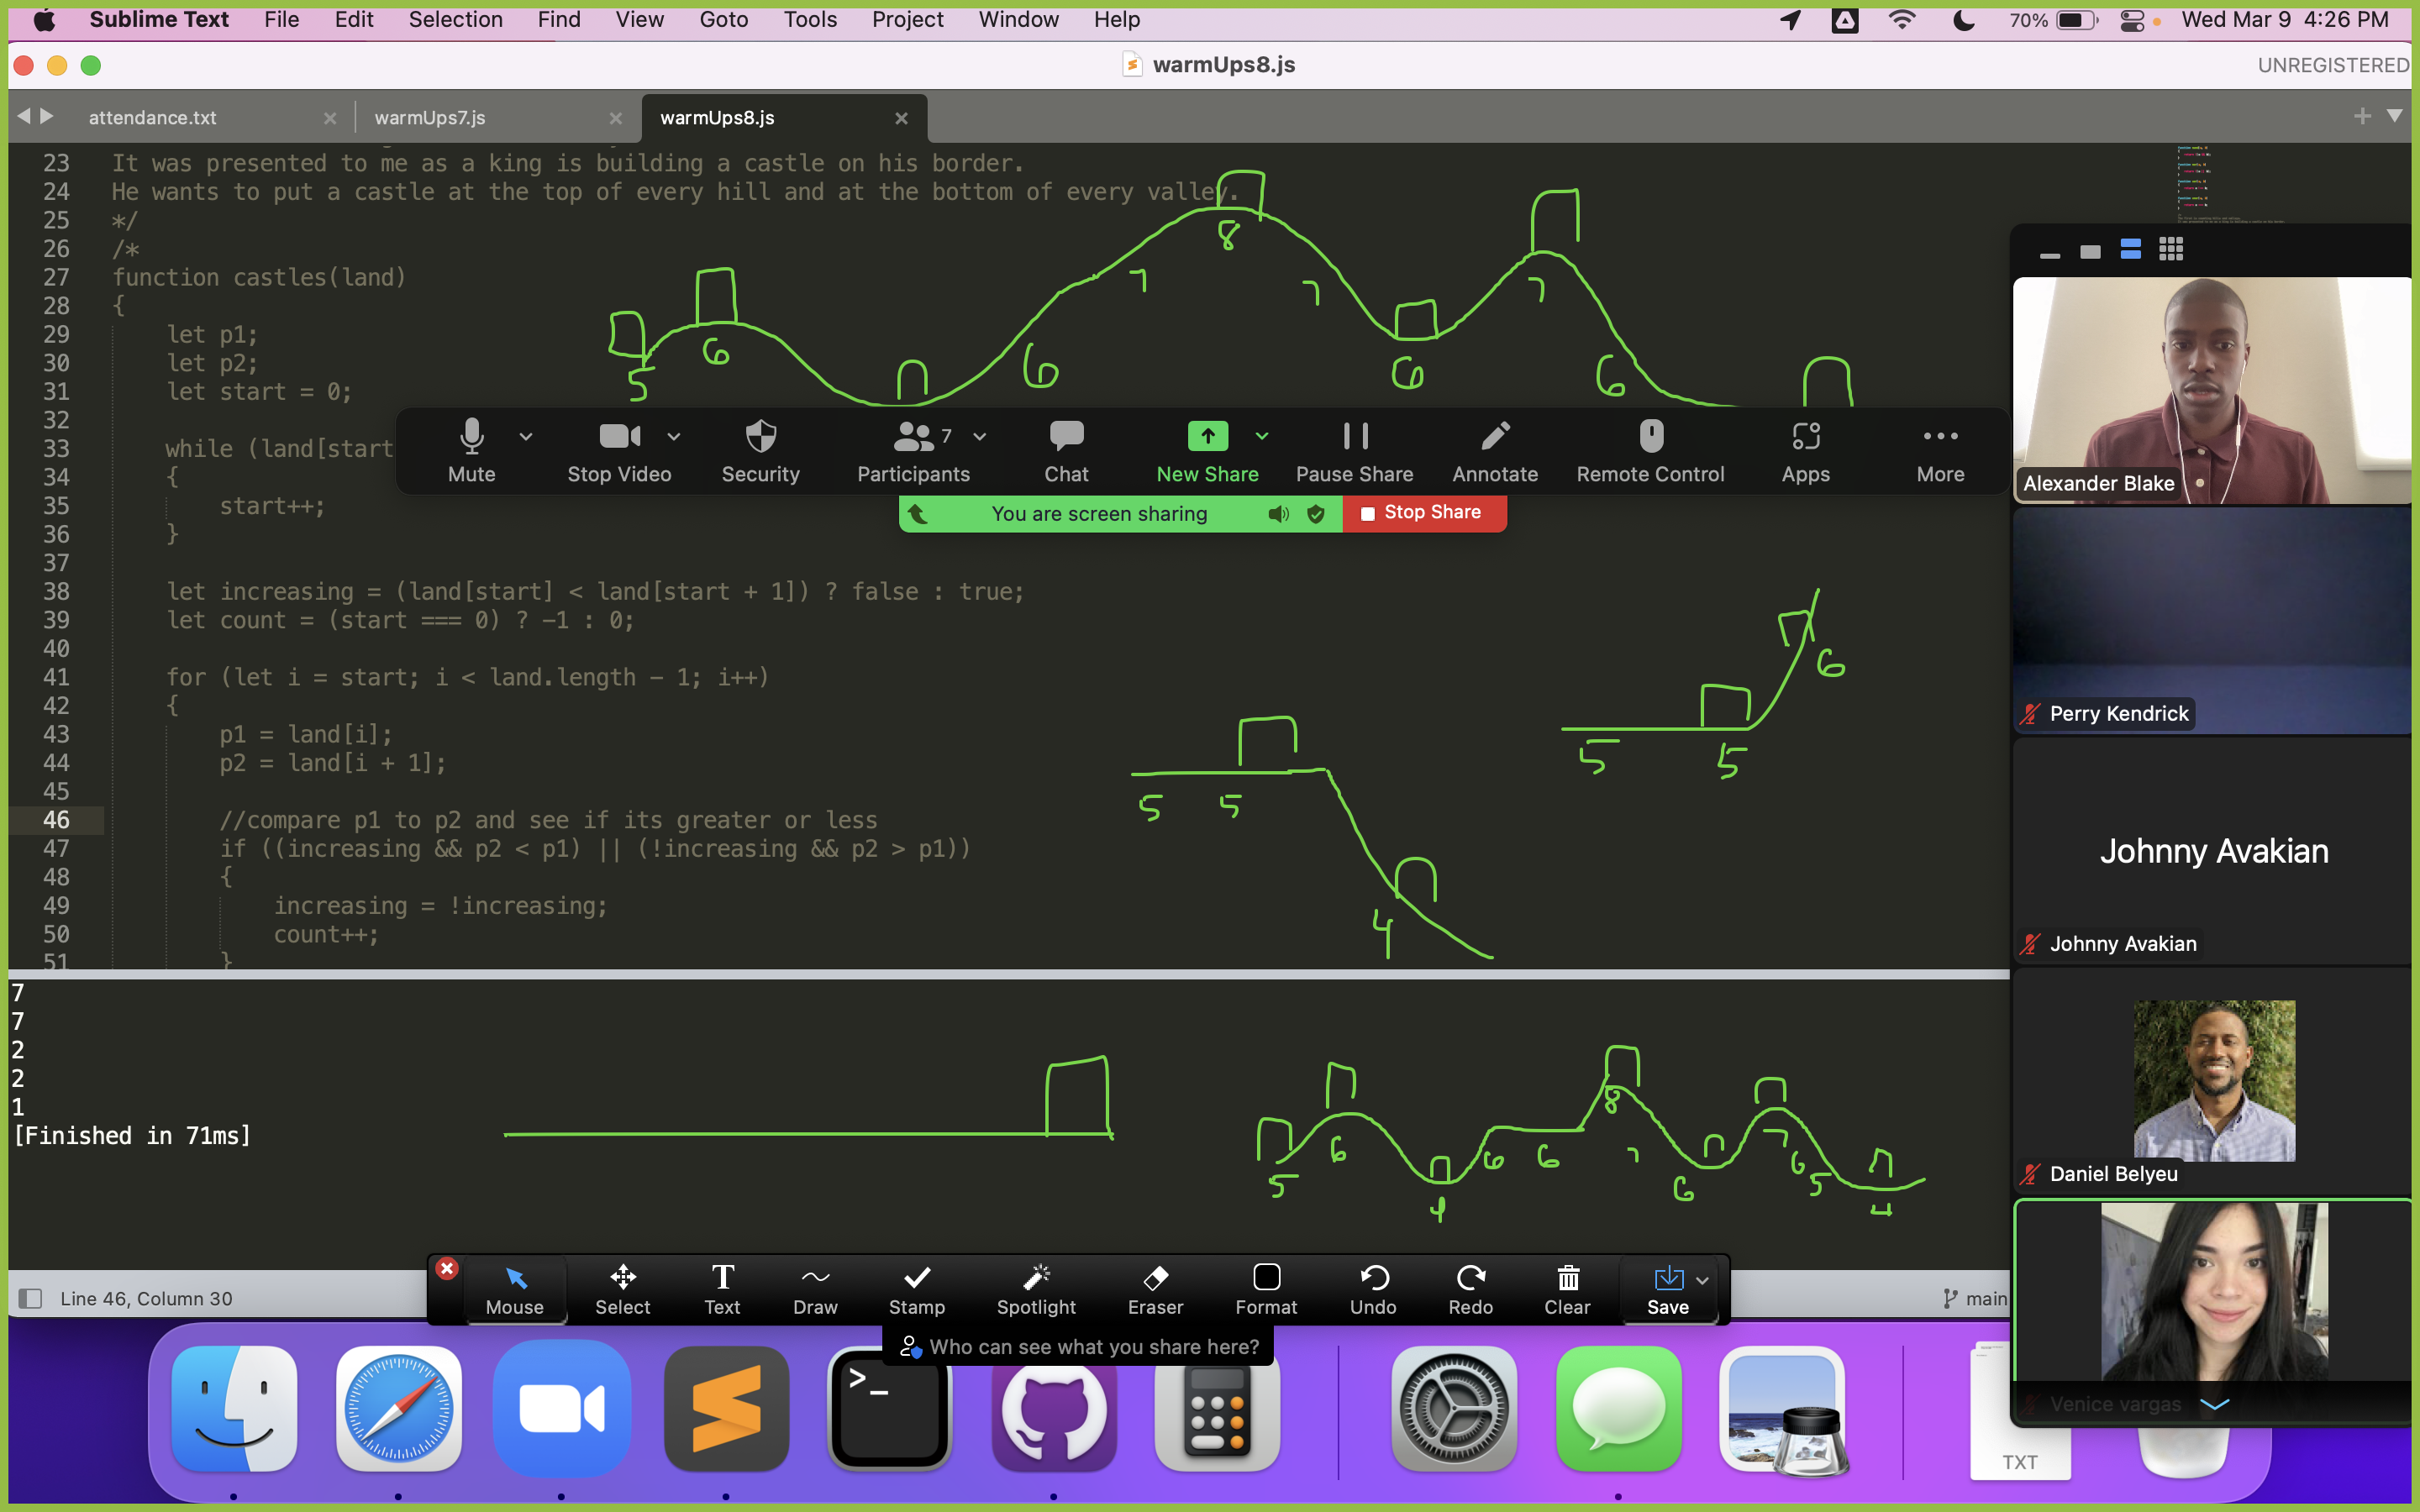 Sublime Text File Edit Selection Find View Goto Tools Project Window Help 70% Wed Mar 9 4:26 PM
warmUps8.js UNREGISTERED
attendance.txt warmUps7.js warmUps8.js
23 It was presented to me as a king is building a castle on his border.
24 He wants to put a castle at the top of every hill and at the bottom of every valley.
25 */
26 /*
27 function castles(land)
28 {
29 let p1;
30 let p2;
31 let start = 0;
32
33 while (land[start
34 {
35 start++;
36 }
37
38 let increasing = (land[start] < land[start + 1]) ? false : true;
39 let count = (start === 0) ? -1 : 0;
40
41 for (let i = start; i < land.length - 1; i++)
42 {
43 p1 = land[i];
44 p2 = land[i + 1];
45
46 //compare p1 to p2 and see if its greater or less
47 if ((increasing && p2 < p1) || (!increasing && p2 > p1))
48 {
49 increasing = !increasing;
50 count++;
51 }
5 6 6 7 8 7 6 7 6
Mute Stop Video Security Participants 7 Chat New Share Pause Share Annotate Remote Control Apps More
You are screen sharing Stop Share
5 5 6
5 5 4
Alexander Blake
Perry Kendrick
Johnny Avakian
Johnny Avakian
Daniel Belyeu
Venice vargas
7
7
2
2
1
[Finished in 71ms]
5 6 4 6 6 8 7 6 7 6 5 4
Line 46, Column 30 main
Mouse Select Text Draw Stamp Spotlight Eraser Format Undo Redo Clear Save
Who can see what you share here?
>_
TXT